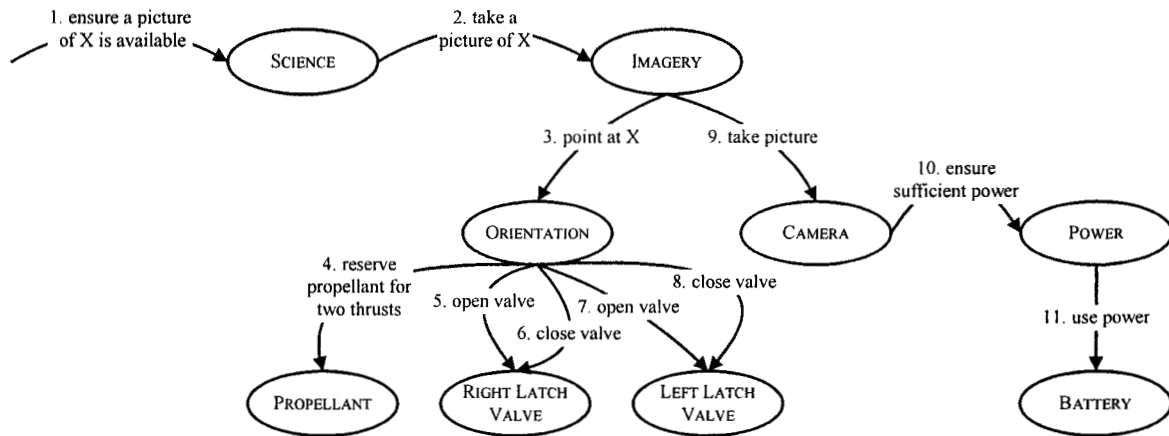 1. ensure a picture
of X is available
SCIENCE
2. take a
picture of X
IMAGERY
3. point at X
9. take picture
10. ensure
sufficient power
ORIENTATION
CAMERA
POWER
4. reserve
propellant for
two thrusts
5. open valve
6. close valve
7. open valve
8. close valve
11. use power
PROPELLANT
RIGHT LATCH
VALVE
LEFT LATCH
VALVE
BATTERY